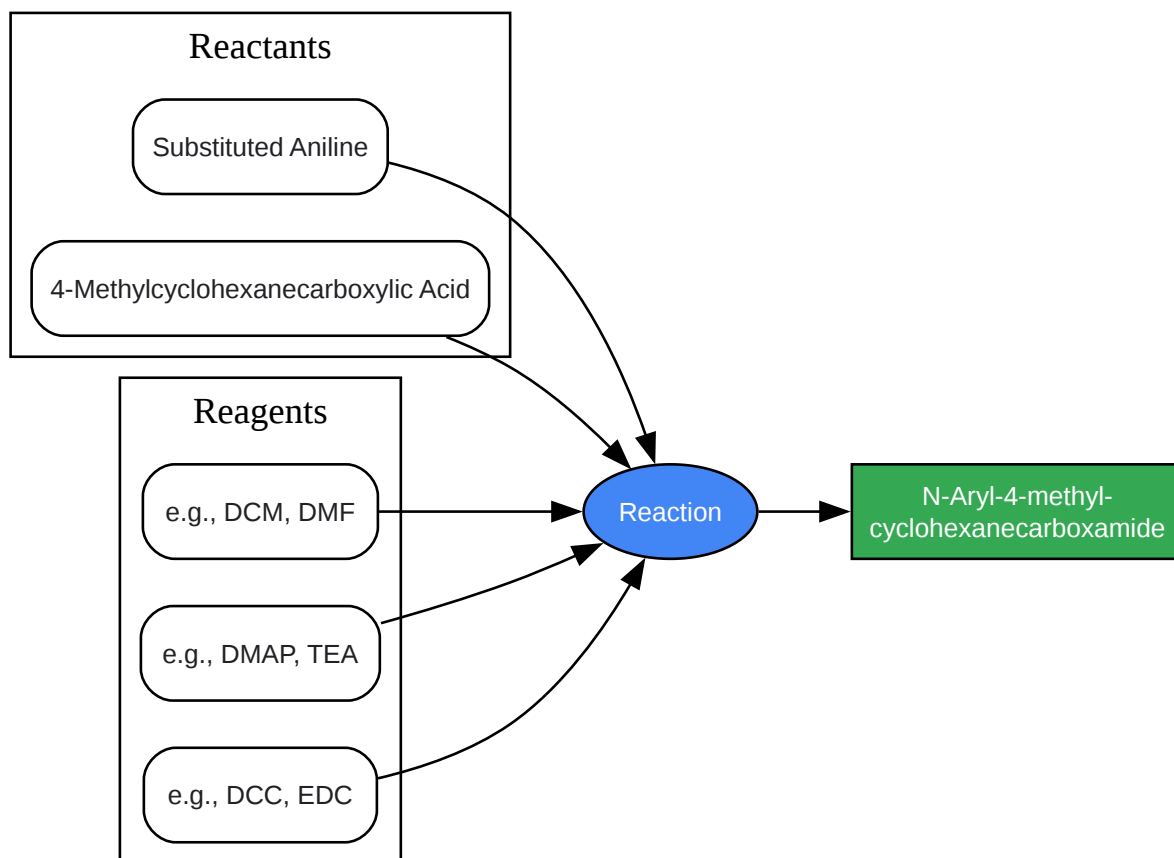 Reactants
Substituted Aniline
4-Methylcyclohexanecarboxylic Acid
Reagents
e.g., DCM, DMF
e.g., DMAP, TEA
e.g., DCC, EDC
Reaction
N-Aryl-4-methyl-
cyclohexanecarboxamide